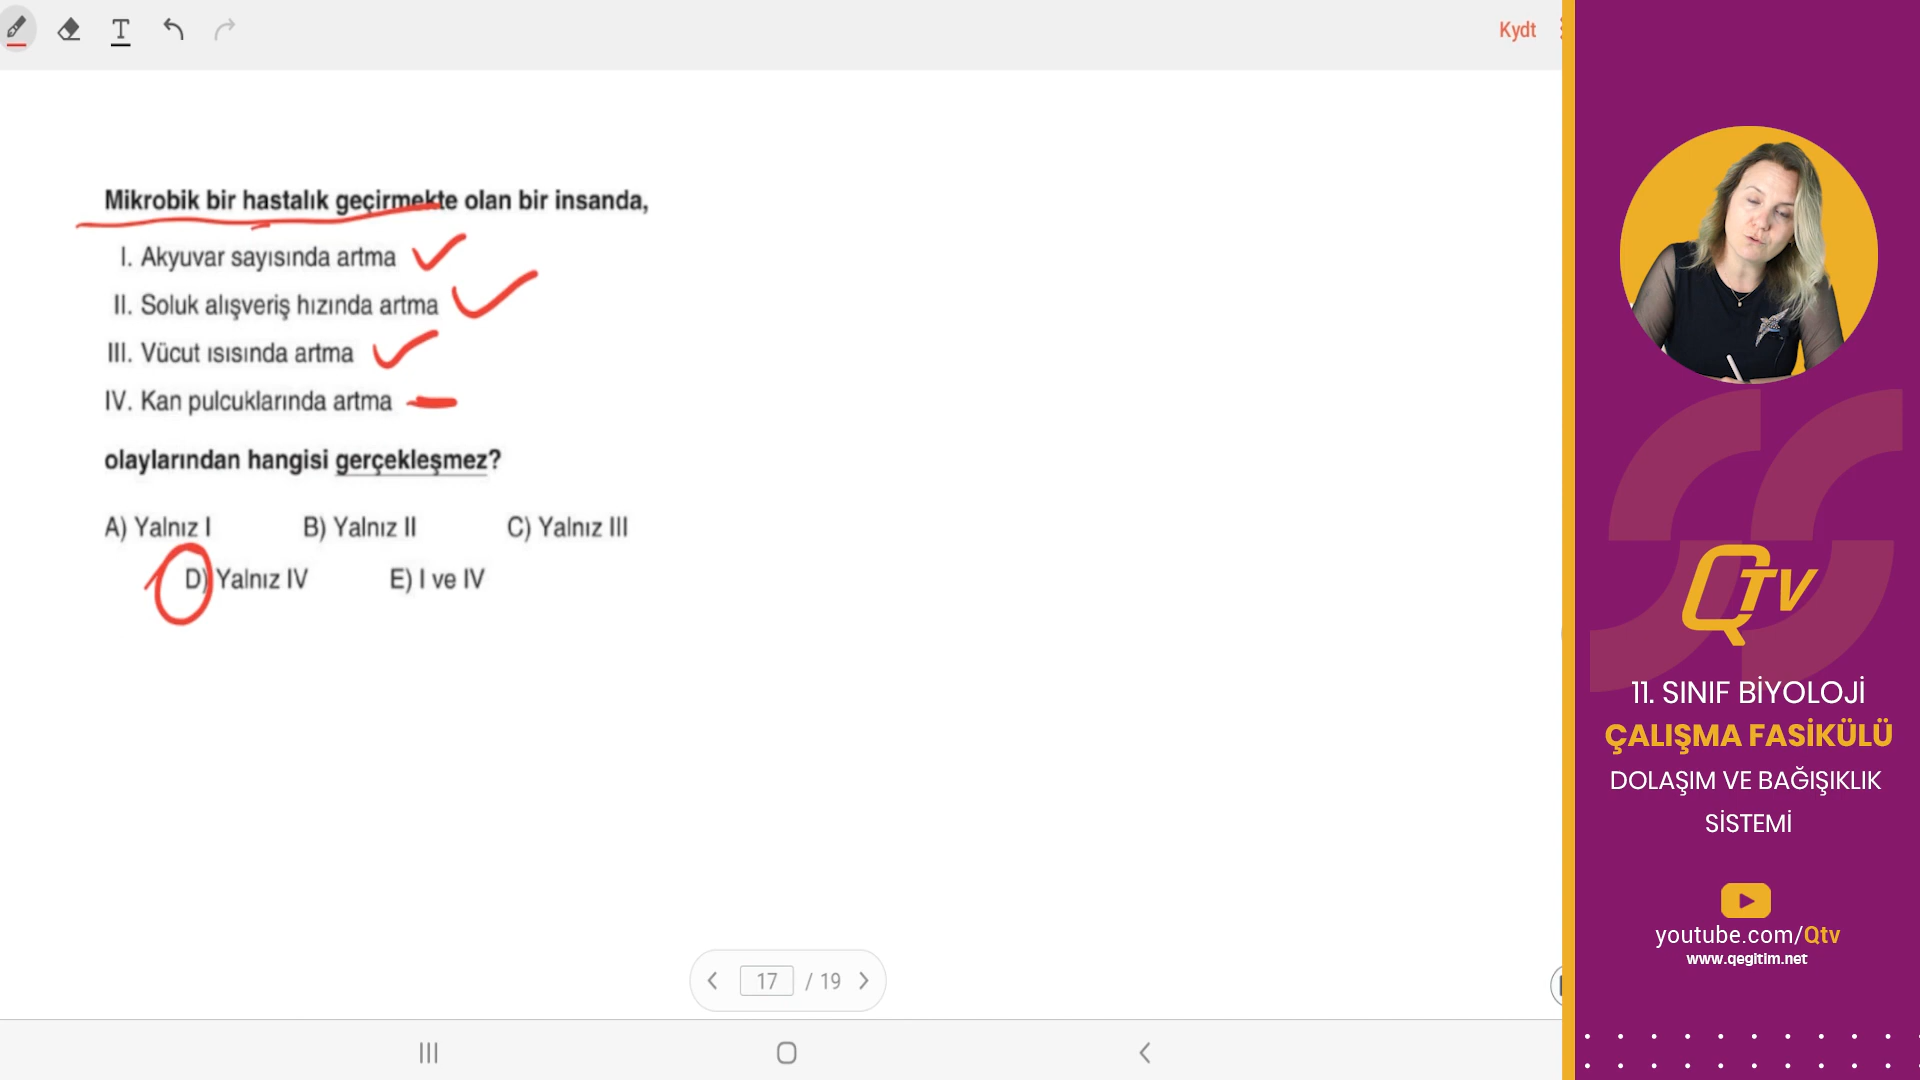 T
Kydt
Mikrobik bir hastalık geçirmekte olan bir insanda,
I. Akyuvar sayısında artma
II. Soluk alışveriş hızında artma
III. Vücut ısısında artma
IV. Kan pulcuklarında artma
olaylarından hangisi gerçekleşmez?
A) Yalnız I B) Yalnız II C) Yalnız III
D) Yalnız IV E) I ve IV
17 / 19
QTV
11. SINIF BİYOLOJİ
ÇALIŞMA FASİKÜLÜ
DOLAŞIM VE BAĞIŞIKLIK
SİSTEMİ
youtube.com/Qtv
www.qegitim.net